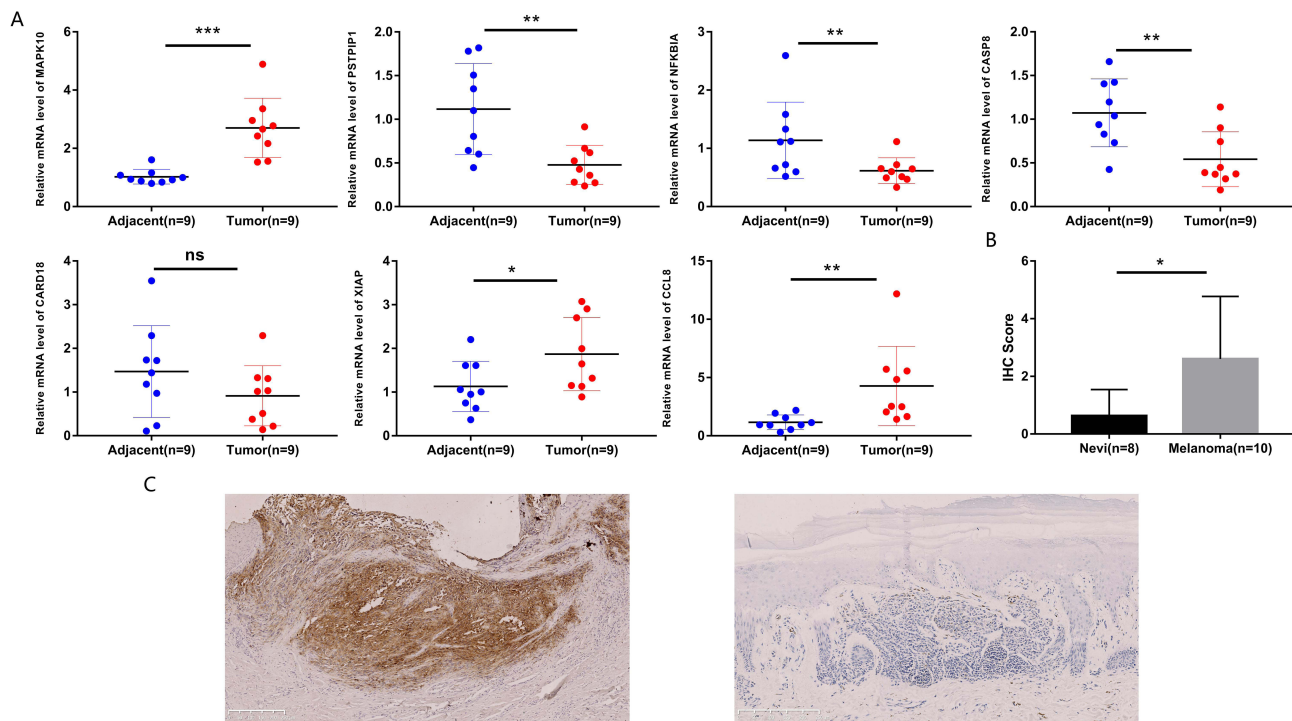 A
Relative mRNA level of MAPK10
6
4
2
0
***
Adjacent(n=9)
Tumor(n=9)
Relative mRNA level of PSTPIP1
2.0
1.5
1.0
0.5
0.0
**
Adjacent(n=9)
Tumor(n=9)
Relative mRNA level of NFKBIA
3
2
1
0
**
Adjacent(n=9)
Tumor(n=9)
Relative mRNA level of CASP8
2.0
1.5
1.0
0.5
0.0
**
Adjacent(n=9)
Tumor(n=9)
Relative mRNA level of CARD18
4
3
2
1
0
ns
Adjacent(n=9)
Tumor(n=9)
Relative mRNA level of XIAP
4
3
2
1
0
*
Adjacent(n=9)
Tumor(n=9)
Relative mRNA level of CCL8
15
10
5
0
**
Adjacent(n=9)
Tumor(n=9)
B
IHC Score
6
4
2
0
*
Nevi(n=8)
Melanoma(n=10)
C